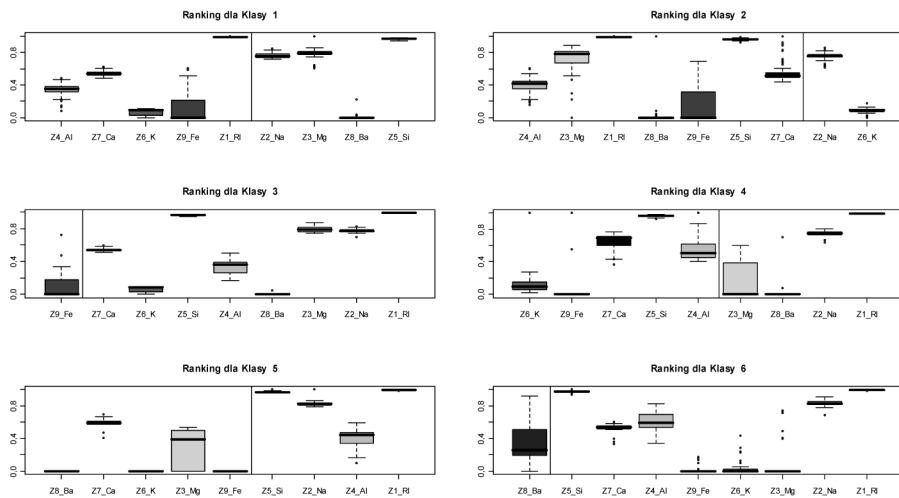 Ranking dla Klasy 1
0.0 0.4 0.8
Z4_Al Z7_Ca Z6_K Z9_Fe Z1_RI Z2_Na Z3_Mg Z8_Ba Z5_Si
Ranking dla Klasy 2
0.0 0.4 0.8
Z4_Al Z3_Mg Z1_RI Z8_Ba Z9_Fe Z5_Si Z7_Ca Z2_Na Z6_K
Ranking dla Klasy 3
0.0 0.4 0.8
Z9_Fe Z7_Ca Z6_K Z5_Si Z4_Al Z8_Ba Z3_Mg Z2_Na Z1_RI
Ranking dla Klasy 4
0.0 0.4 0.8
Z6_K Z9_Fe Z7_Ca Z5_Si Z4_Al Z3_Mg Z8_Ba Z2_Na Z1_RI
Ranking dla Klasy 5
0.0 0.4 0.8
Z8_Ba Z7_Ca Z6_K Z3_Mg Z9_Fe Z5_Si Z2_Na Z4_Al Z1_RI
Ranking dla Klasy 6
0.0 0.4 0.8
Z8_Ba Z5_Si Z7_Ca Z4_Al Z9_Fe Z6_K Z3_Mg Z2_Na Z1_RI